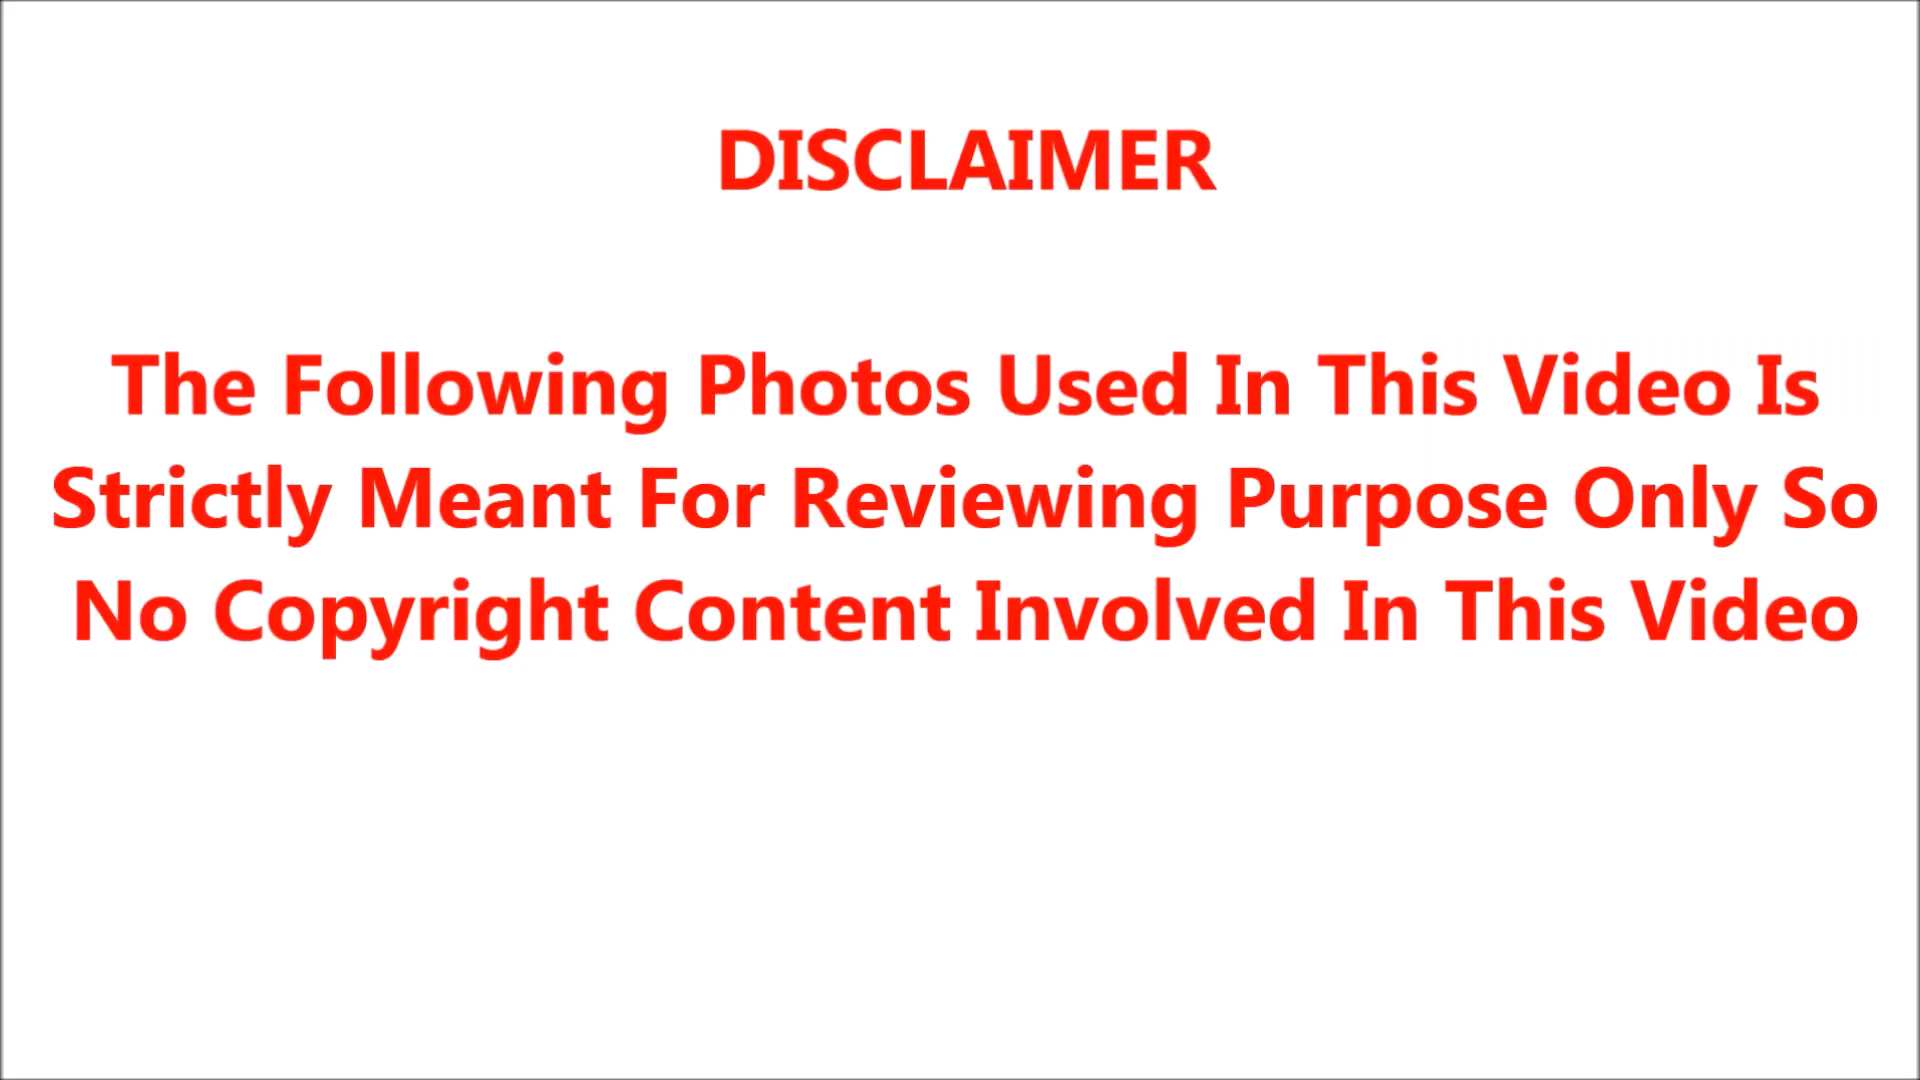 DISCLAIMER
The Following Photos Used In This Video Is
Strictly Meant For Reviewing Purpose Only So
No Copyright Content Involved In This Video